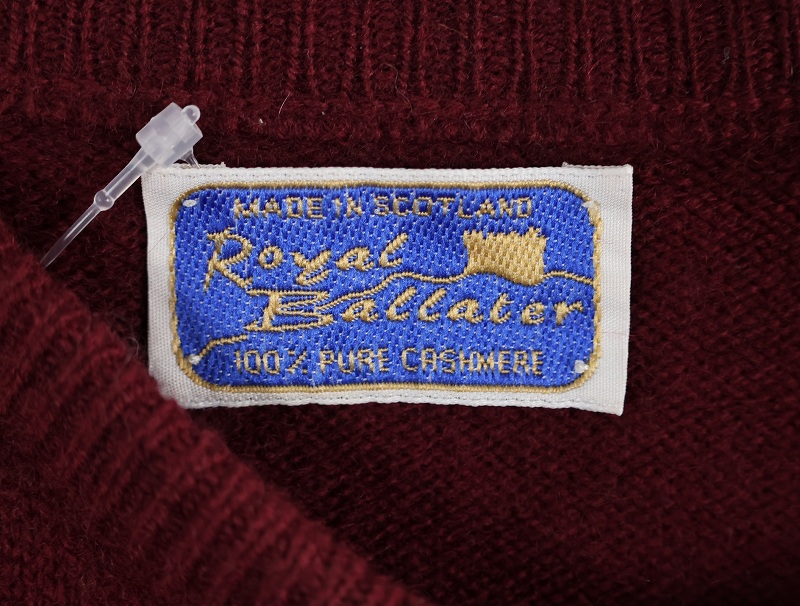 MADE IN SCOTLAND
Royal
Ballater
100% PURE CASHMERE